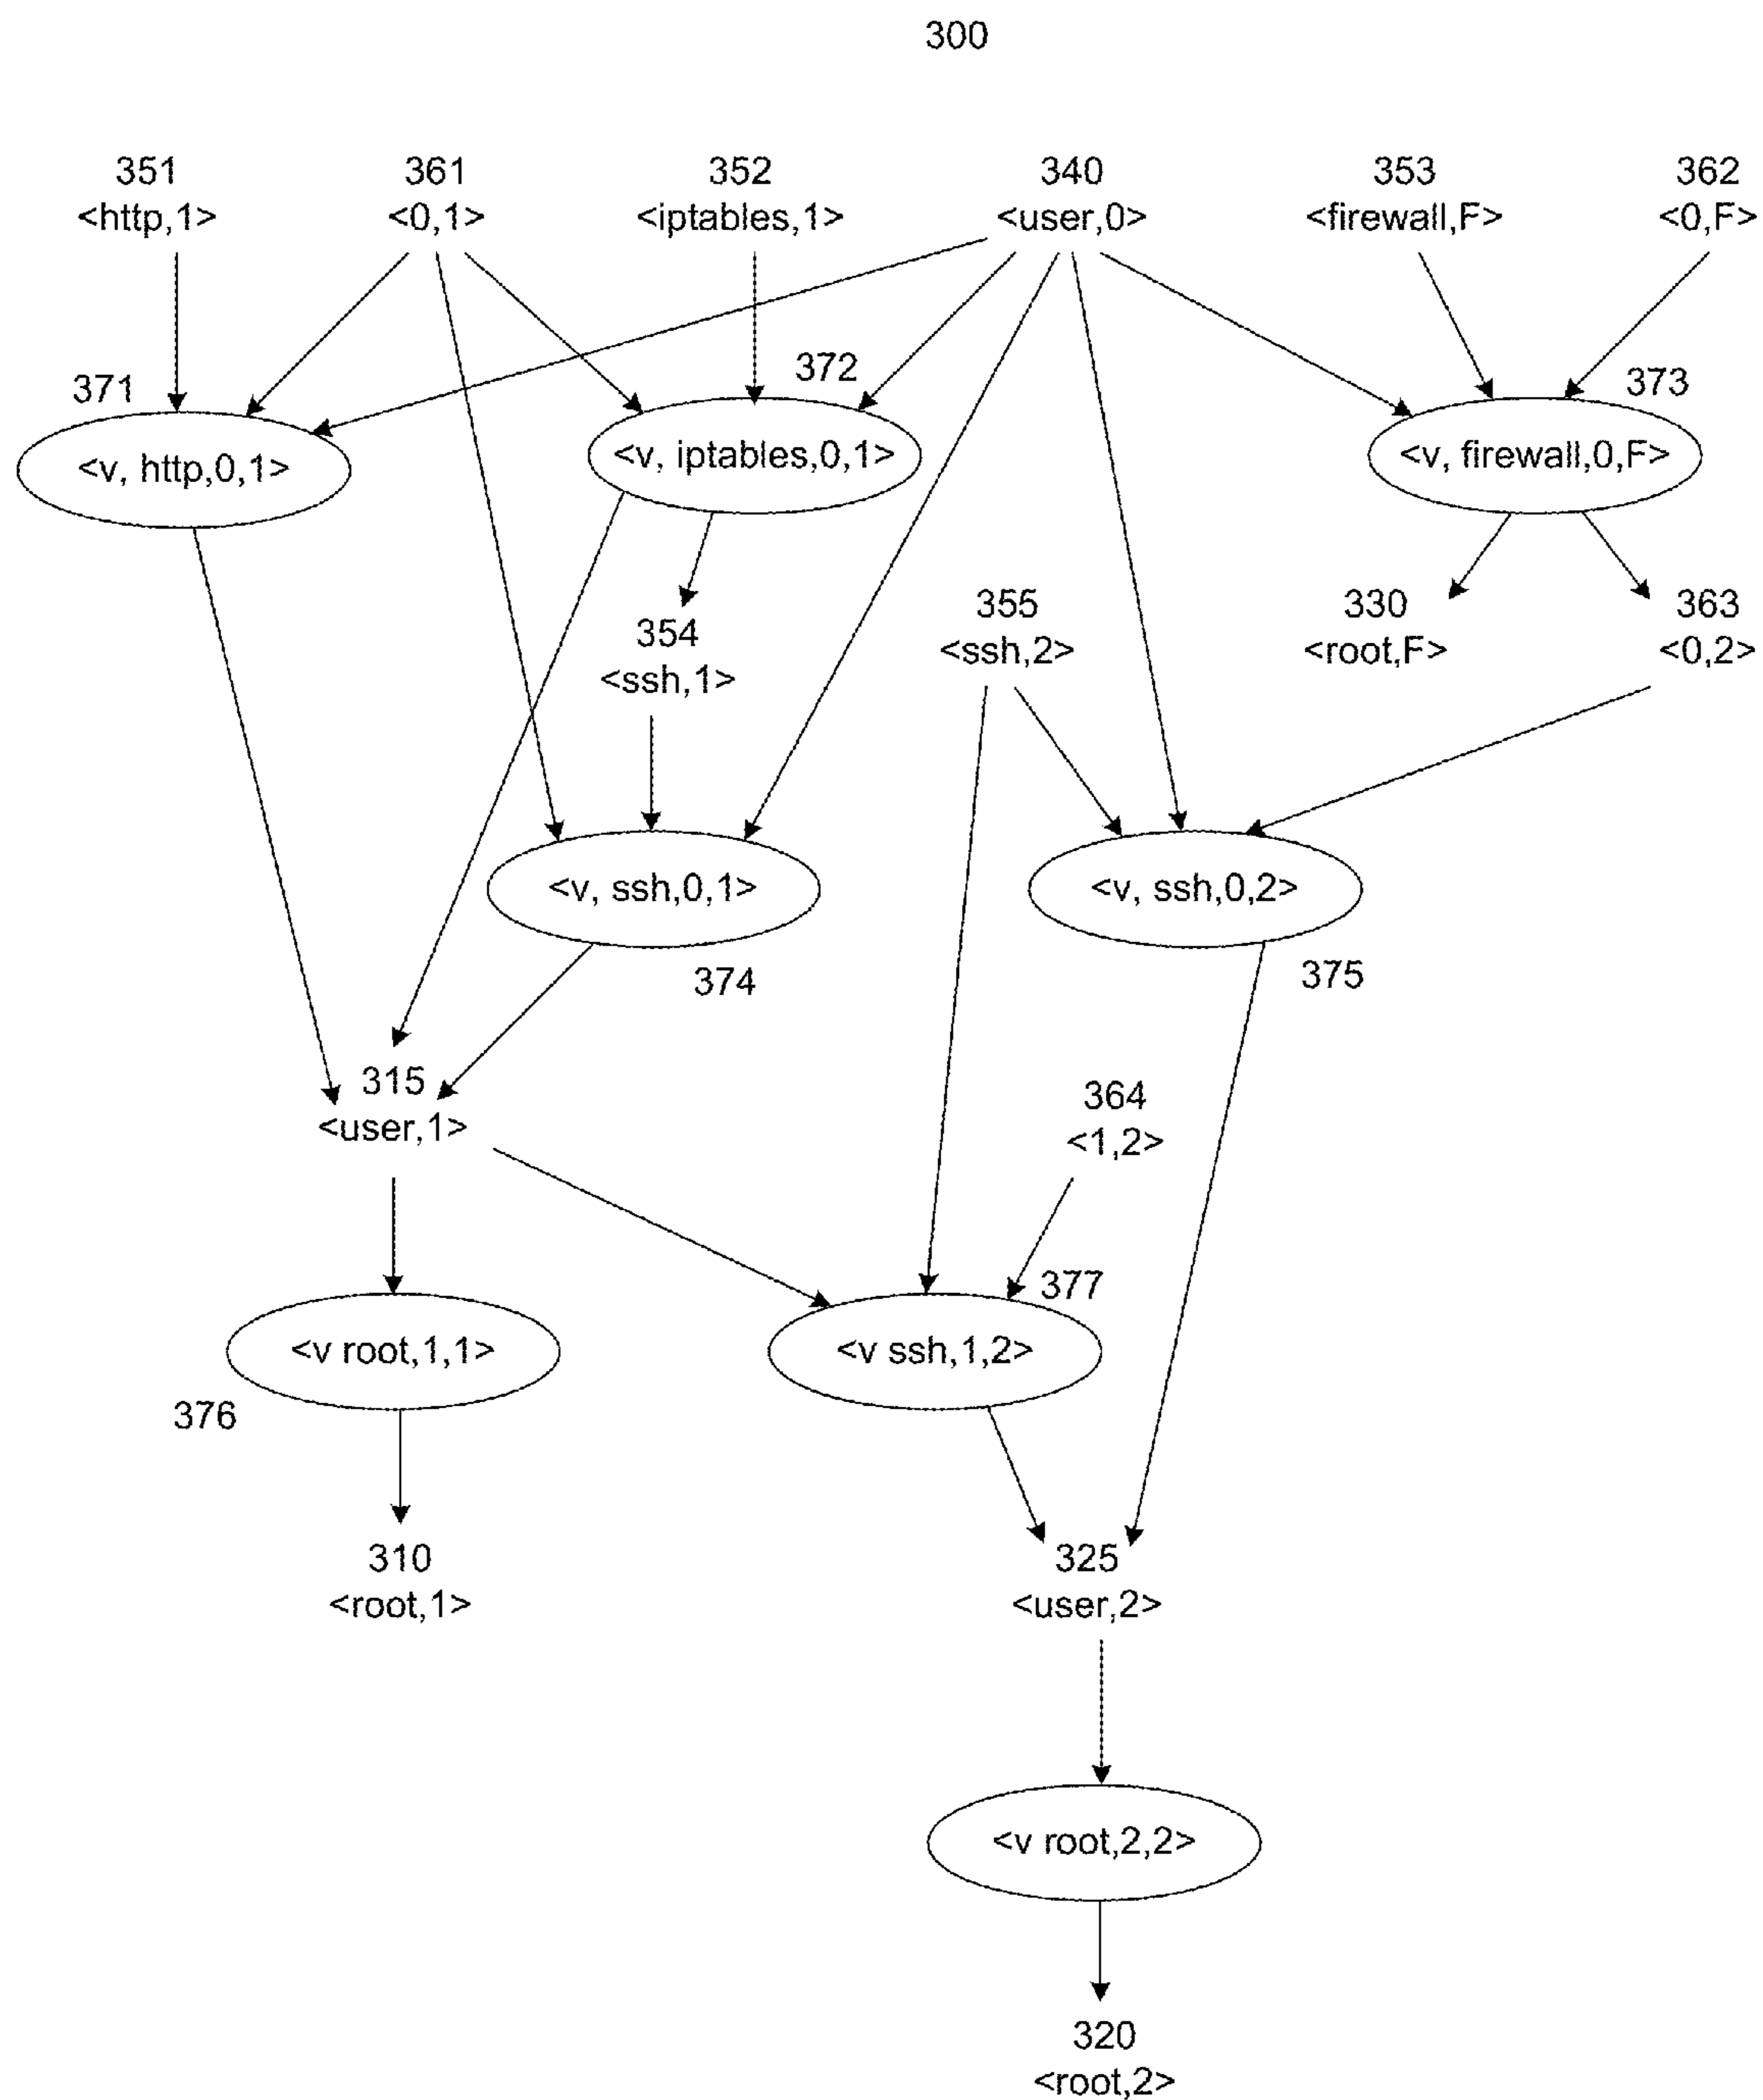 300
351 361 352 340 353 362
<http,1> <0,1> <iptables,1> <user,0> <firewall,F> <0,F>
371 372 373
<v, http,0,1> <v, iptables,0,1> <v, firewall,0,F>
354 355 330 363
<ssh,1> <ssh,2> <root,F> <0,2>
<v, ssh,0,1> <v, ssh,0,2>
374 375
315 364
<user,1> <1,2>
377
<v root,1,1> <v ssh,1,2>
376
310 325
<root,1> <user,2>
<v root,2,2>
320
<root,2>